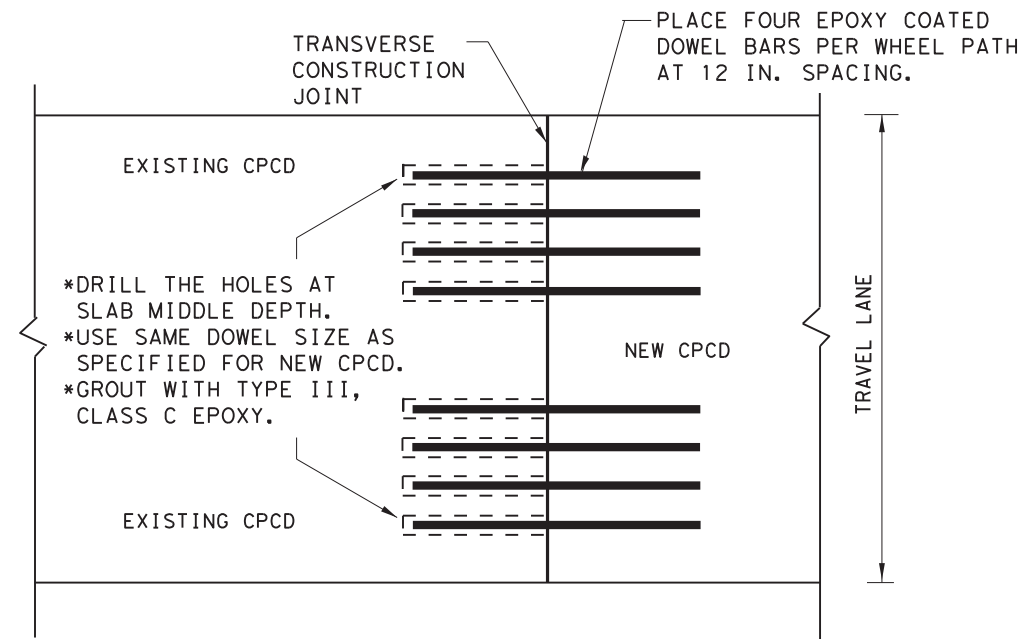 PLACE FOUR EPOXY COATED
DOWEL BARS PER WHEEL PATH
AT 12 IN. SPACING.
TRANSVERSE
CONSTRUCTION
JOINT
EXISTING CPCD
*DRILL THE HOLES AT
SLAB MIDDLE DEPTH.
*USE SAME DOWEL SIZE AS
SPECIFIED FOR NEW CPCD.
*GROUT WITH TYPE III,
CLASS C EPOXY.
NEW CPCD
TRAVEL LANE
EXISTING CPCD